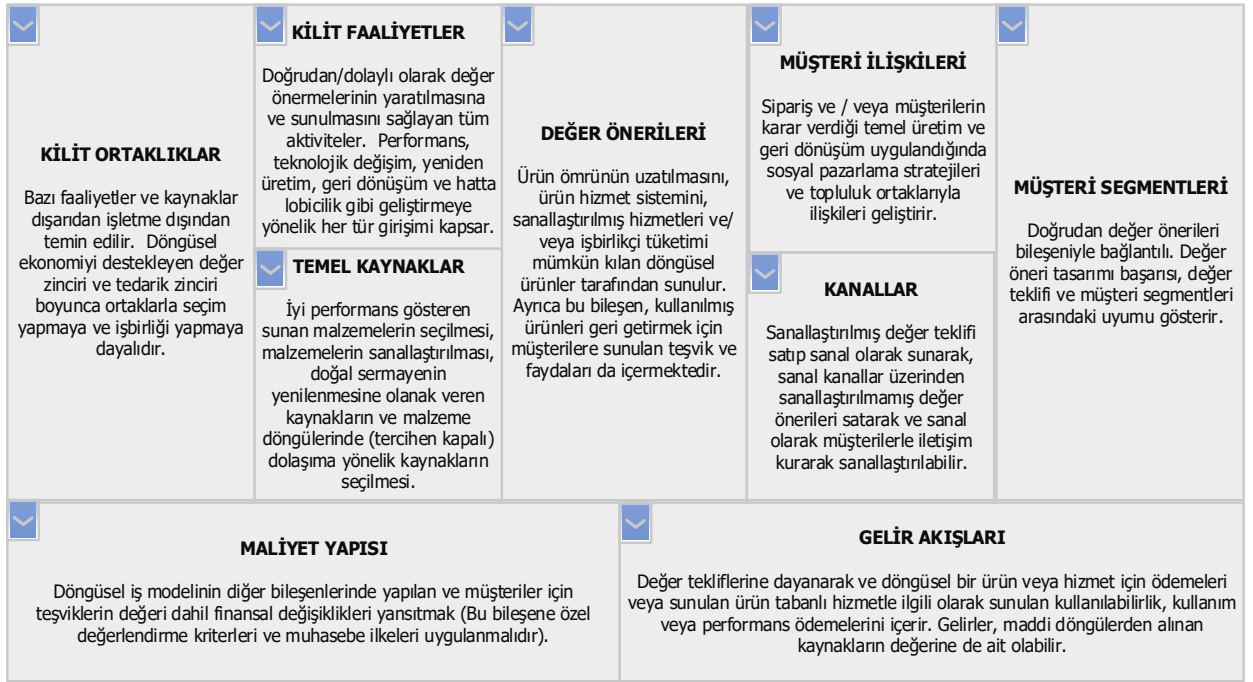 KİLİT ORTAKLIKLAR
Bazı faaliyetler ve kaynaklar
dışarıdan işletme dışından
temin edilir.  Döngüsel
ekonomiyi destekleyen değer
zinciri ve tedarik zinciri
boyunca ortaklarla seçim
yapmaya ve işbirliği yapmaya
dayalıdır.
KİLİT FAALİYETLER
Doğrudan/dolaylı olarak değer
önermelerinin yaratılmasına
ve sunulmasını sağlayan tüm
aktiviteler.  Performans,
teknolojik değişim, yeniden
üretim, geri dönüşüm ve hatta
lobicilik gibi geliştirmeye
yönelik her tür girişimi kapsar.
TEMEL KAYNAKLAR
İyi performans gösteren
sunan malzemelerin seçilmesi,
malzemelerin sanallaştırılması,
doğal sermayenin
yenilenmesine olanak veren
kaynakların ve malzeme
döngülerinde (tercihen kapalı)
dolaşıma yönelik kaynakların
seçilmesi.
DEĞER ÖNERİLERİ
Ürün ömrünün uzatılmasını,
ürün hizmet sistemini,
sanallaştırılmış hizmetleri ve/
veya işbirlikçi tüketimi
mümkün kılan döngüsel
ürünler tarafından sunulur.
Ayrıca bu bileşen, kullanılmış
ürünleri geri getirmek için
müşterilere sunulan teşvik ve
faydaları da içermektedir.
MÜŞTERİ İLİŞKİLERİ
Sipariş ve / veya müşterilerin
karar verdiği temel üretim ve
geri dönüşüm uygulandığında
sosyal pazarlama stratejileri
ve topluluk ortaklarıyla
ilişkileri geliştirir.
KANALLAR
Sanallaştırılmış değer teklifi
satıp sanal olarak sunarak,
sanal kanallar üzerinden
sanallaştırılmamış değer
önerileri satarak ve sanal
olarak müşterilerle iletişim
kurarak sanallaştırılabilir.
MÜŞTERİ SEGMENTLERİ
Doğrudan değer önerileri
bileşeniyle bağlantılı. Değer
öneri tasarımı başarısı, değer
teklifi ve müşteri segmentleri
arasındaki uyumu gösterir.
MALİYET YAPISI
Döngüsel iş modelinin diğer bileşenlerinde yapılan ve müşteriler için
teşviklerin değeri dahil finansal değişiklikleri yansıtmak (Bu bileşene özel
değerlendirme kriterleri ve muhasebe ilkeleri uygulanmalıdır).
GELİR AKIŞLARI
Değer tekliflerine dayanarak ve döngüsel bir ürün veya hizmet için ödemeleri
veya sunulan ürün tabanlı hizmetle ilgili olarak sunulan kullanılabilirlik, kullanım
veya performans ödemelerini içerir. Gelirler, maddi döngülerden alınan
kaynakların değerine de ait olabilir.